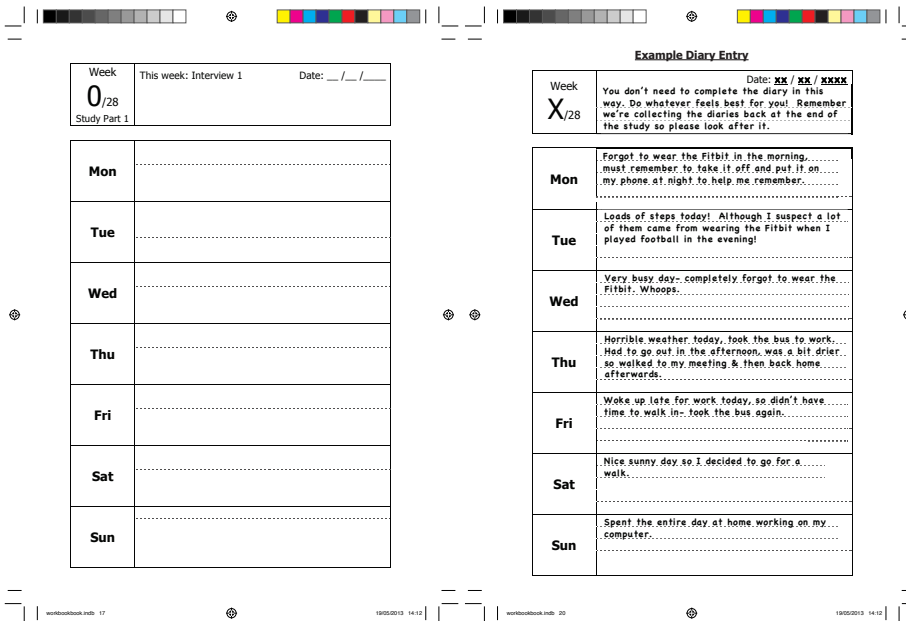 Week
0/28
Study Part 1
This week: Interview 1
Date: __ /__ /____
Mon
Tue
Wed
Thu
Fri
Sat
Sun
workbookbook.indb 17
19/05/2013 14:12
Example Diary Entry
Week
X/28
Date: xx / xx / xxxx
You don't need to complete the diary in this
way. Do whatever feels best for you! Remember
we're collecting the diaries back at the end of
the study so please look after it.
Mon
Forgot to wear the Fitbit in the morning,
must remember to take it off and put it on
my phone at night to help me remember.
Tue
Loads of steps today! Although I suspect a lot
of them came from wearing the Fitbit when I
played football in the evening!
Wed
Very busy day- completely forgot to wear the
Fitbit. Whoops.
Thu
Horrible weather today, took the bus to work.
Had to go out in the afternoon, was a bit drier
so walked to my meeting & then back home
afterwards.
Fri
Woke up late for work today, so didn't have
time to walk in- took the bus again.
Sat
Nice sunny day so I decided to go for a
walk.
Sun
Spent the entire day at home working on my
computer.
workbookbook.indb 20
19/05/2013 14:12